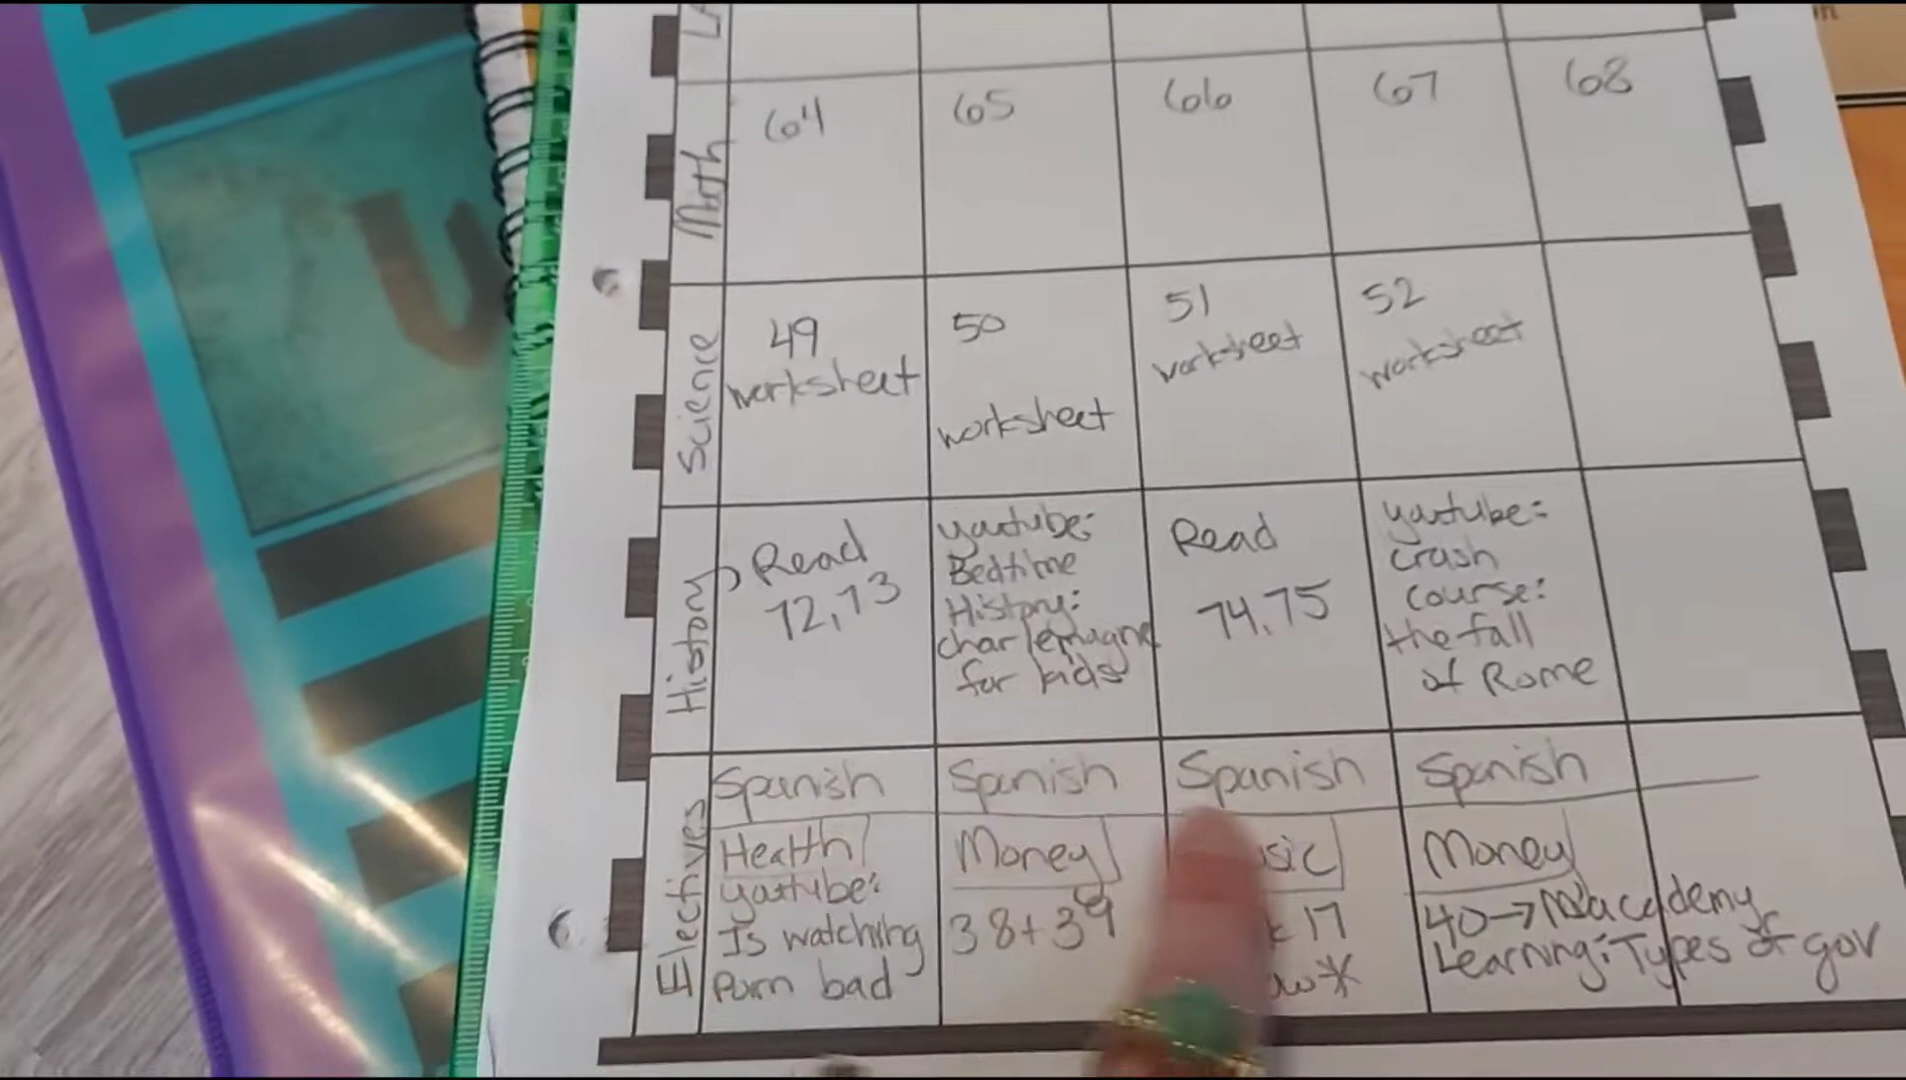 Math
64
65
66
67
68
Science
49
worksheet
50
worksheet
51
worksheet
52
worksheet
History
Read
72,73
youtube:
Bedtime
History:
charlemagne
for kids
Read
74,75
youtube:
crash
course:
the fall
of Rome
Electives
Spanish
Spanish
Spanish
Spanish
Health
youtube:
Is watching
Porn bad
Money
38+39
17
Money
40→
academy
Learning: Types of gov